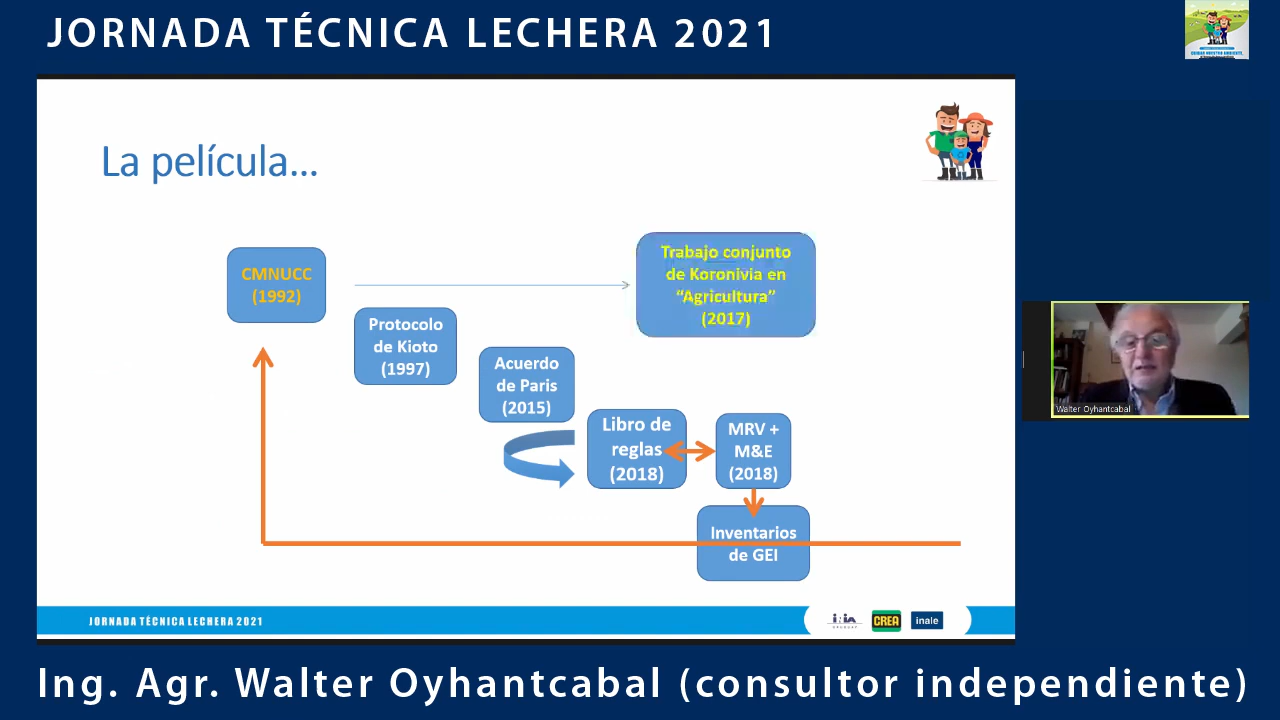 JORNADA TÉCNICA LECHERA 2021
La película...
CMNUCC
(1992)
Trabajo conjunto
de Koronivia en
“Agricultura”
(2017)
Protocolo
de Kioto
(1997)
Acuerdo
de Paris
(2015)
Libro de
reglas
(2018)
MRV +
M&E
(2018)
Inventarios
de GEI
Walter Oyhantcabal
JORNADA TÉCNICA LECHERA 2021
inia
URUGUAY
CREA
inale
Ing. Agr. Walter Oyhantcabal (consultor independiente)